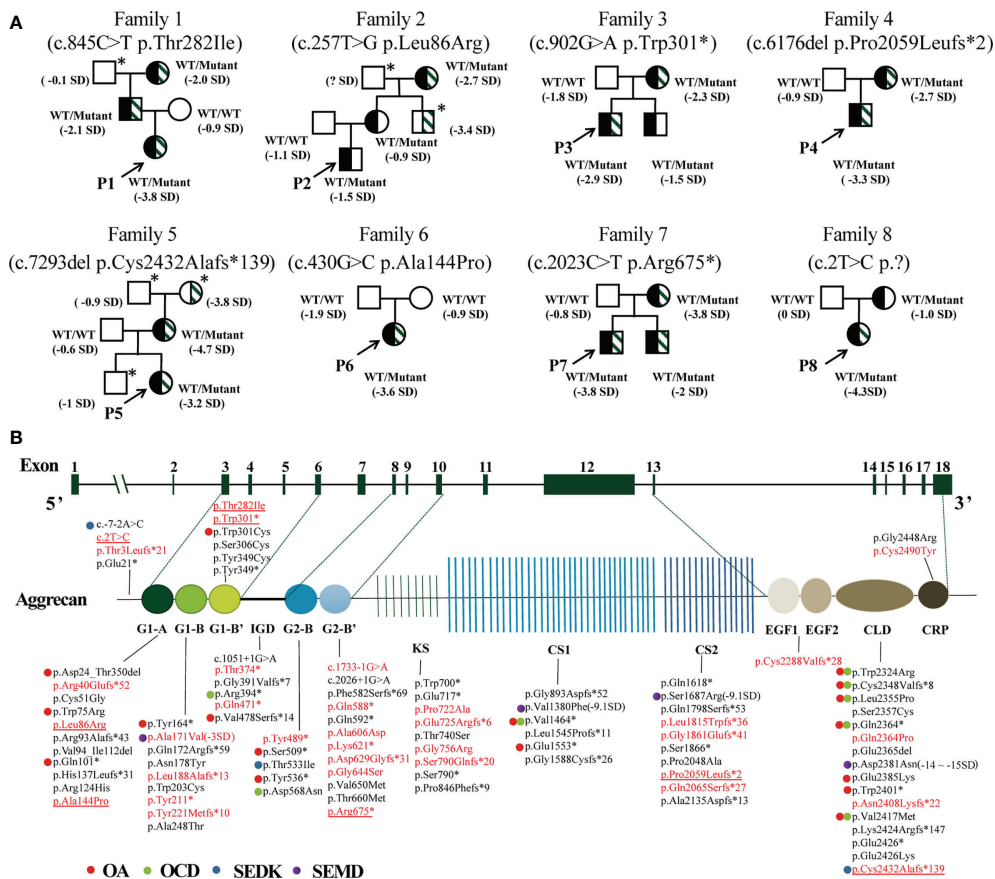 A
Family 1
(c.845C>T p.Thr282Ile)
*
(-0.1 SD)
WT/Mutant
(-2.0 SD)
WT/Mutant
(-2.1 SD)
WT/WT
(-0.9 SD)
P1
WT/Mutant
(-3.8 SD)
Family 2
(c.257T>G p.Leu86Arg)
*
(? SD)
WT/Mutant
(-2.7 SD)
WT/WT
(-1.1 SD)
WT/Mutant
(-0.9 SD)
*
(-3.4 SD)
P2
WT/Mutant
(-1.5 SD)
Family 3
(c.902G>A p.Trp301*)
WT/WT
(-1.8 SD)
WT/Mutant
(-2.3 SD)
P3
WT/Mutant
(-2.9 SD)
WT/Mutant
(-1.5 SD)
Family 4
(c.6176del p.Pro2059Leufs*2)
WT/WT
(-0.9 SD)
WT/Mutant
(-2.7 SD)
P4
WT/Mutant
(-3.3 SD)
Family 5
(c.7293del p.Cys2432Alafs*139)
*
(-0.9 SD)
*
(-3.8 SD)
WT/WT
(-0.6 SD)
WT/Mutant
(-4.7 SD)
*
(-1 SD)
P5
WT/Mutant
(-3.2 SD)
Family 6
(c.430G>C p.Ala144Pro)
WT/WT
(-1.9 SD)
WT/WT
(-0.9 SD)
P6
WT/Mutant
(-3.6 SD)
Family 7
(c.2023C>T p.Arg675*)
WT/WT
(-0.8 SD)
WT/Mutant
(-3.8 SD)
P7
WT/Mutant
(-3.8 SD)
WT/Mutant
(-2 SD)
Family 8
(c.2T>C p.?)
WT/WT
(0 SD)
WT/Mutant
(-1.0 SD)
P8
WT/Mutant
(-4.3SD)
B
Exon
1 2 3 4 5 6 7 8 9 10 11 12 13 14 15 16 17 18
5’
3’
c.-7-2A>C
c.2T>C
p.Thr3Leufs*21
p.Glu21*
p.Thr282Ile
p.Trp301*
p.Trp301Cys
p.Ser306Cys
p.Tyr349Cys
p.Tyr349*
p.Gly2448Arg
p.Cys2490Tyr
Aggrecan
G1-A G1-B G1-B’ IGD G2-B G2-B’ KS CS1 CS2 EGF1 EGF2 CLD CRP
p.Asp24_Thr350del
p.Arg40Glufs*52
p.Cys51Gly
p.Trp75Arg
p.Leu86Arg
p.Arg93Alafs*43
p.Val94_Ile112del
p.Gln101*
p.Arg124His
p.His137Leufs*31
p.Ala144Pro
p.Tyr164*
p.Ala171Val(-3SD)
p.Gln172Argfs*59
p.Asn178Tyr
p.Leu188Alafs*13
p.Trp203Cys
p.Tyr211*
p.Tyr221Metfs*10
p.Ala248Thr
c.1051+1G>A
p.Thr374*
p.Gly391Valfs*7
p.Arg394*
p.Gln471*
p.Val478Serfs*14
p.Tyr489*
p.Ser509*
p.Thr533Ile
p.Tyr536*
p.Asp568Asn
c.1733-1G>A
c.2026+1G>A
p.Phe582Serfs*69
p.Gln588*
p.Gln592*
p.Ala606Asp
p.Lys621*
p.Asp629Glyfs*31
p.Gly644Ser
p.Val650Met
p.Thr660Met
p.Arg675*
p.Trp700*
p.Glu717*
p.Pro722Ala
p.Glu725Argfs*6
p.Thr740Ser
p.Gly756Arg
p.Ser790Glnfs*20
p.Ser790*
p.Pro846Phefs*9
p.Gly893Aspfs*52
p.Val1380Phe(-9.1SD)
p.Val1464*
p.Leu1545Profs*11
p.Glu1553*
p.Gly1588Cysfs*26
p.Gln1618*
p.Ser1687Arg(-9.1SD)
p.Gln1798Serfs*53
p.Leu1815Trpfs*36
p.Gly1861Glufs*41
p.Ser1866*
p.Pro2048Ala
p.Pro2059Leufs*2
p.Gln2065Serfs*27
p.Ala2135Aspfs*13
p.Cys2288Valfs*28
p.Trp2324Arg
p.Cys2348Valfs*8
p.Leu2355Pro
p.Ser2357Cys
p.Gln2364*
p.Gln2364Pro
p.Glu2365del
p.Asp2381Asn(-14 ~ -15SD)
p.Glu2385Lys
p.Trp2401*
p.Asn2408Lysfs*22
p.Val2417Met
p.Lys2424Argfs*147
p.Glu2426*
p.Glu2426Lys
p.Cys2432Alafs*139
OA OCD SEDK SEMD